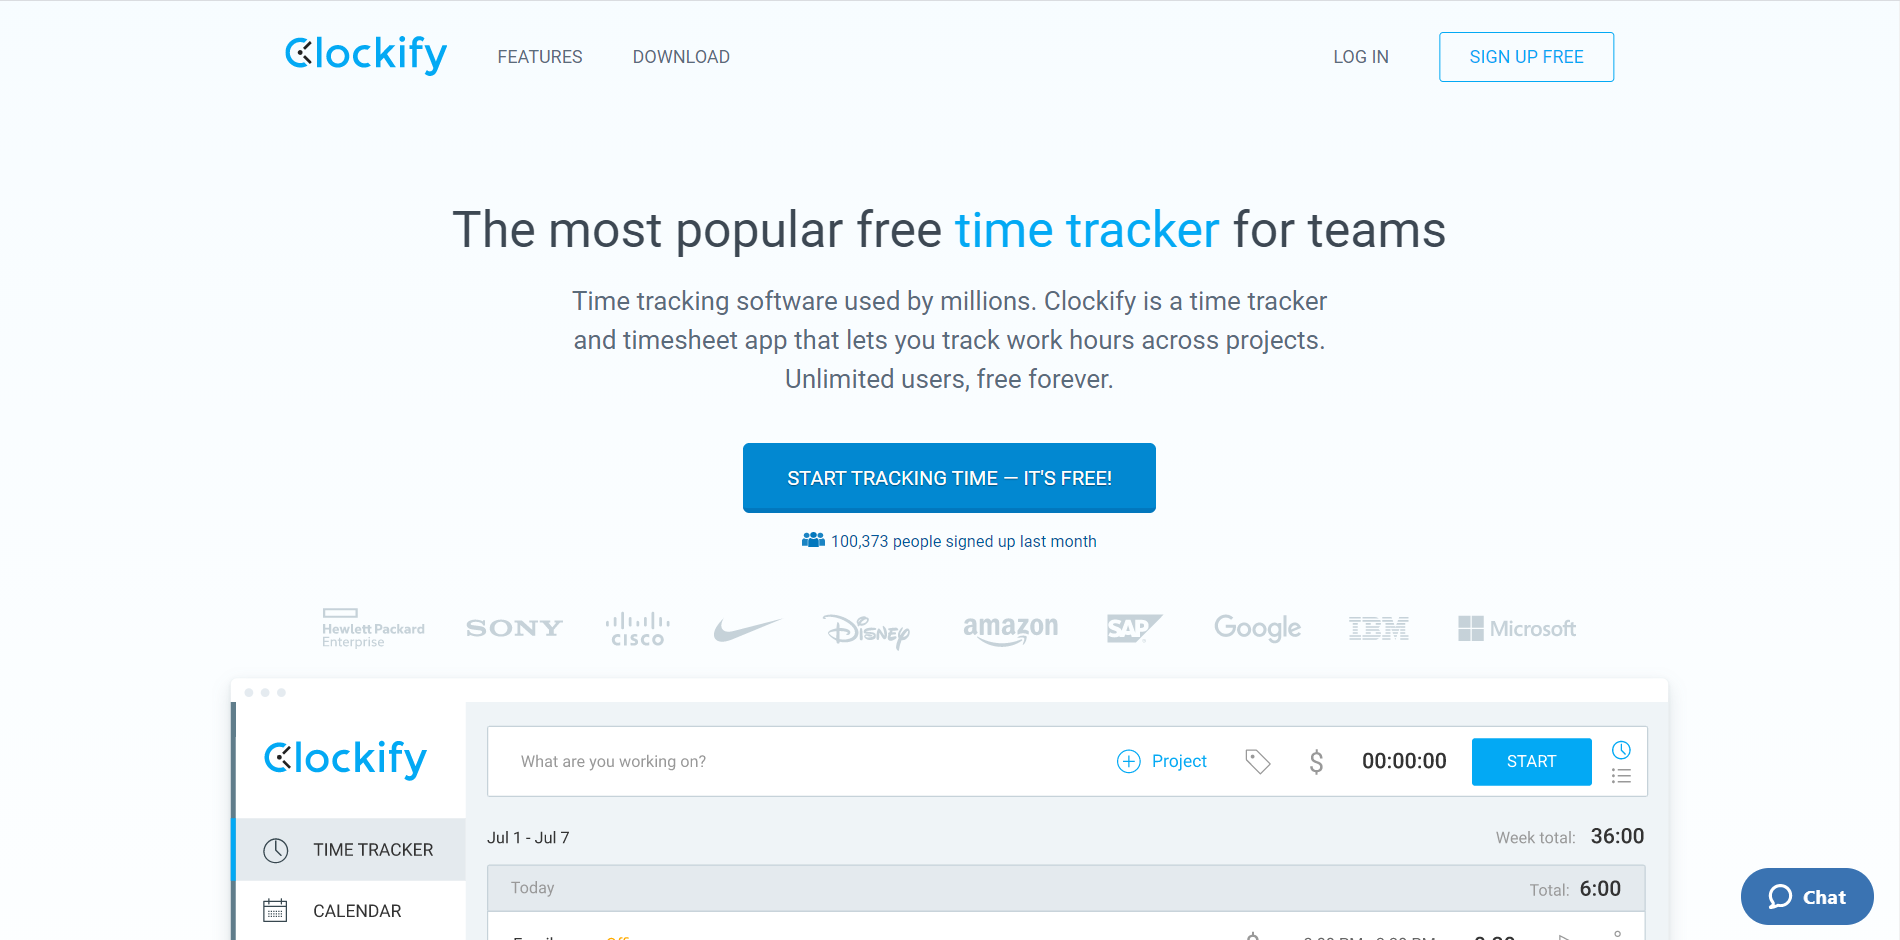 Clockify
FEATURES
DOWNLOAD
LOG IN
SIGN UP FREE
The most popular free time tracker for teams
Time tracking software used by millions. Clockify is a time tracker
and timesheet app that lets you track work hours across projects.
Unlimited users, free forever.
START TRACKING TIME — IT'S FREE!
100,373 people signed up last month
Hewlett Packard
Enterprise
SONY
CISCO
Disney
amazon
SAP
Google
IBM
Microsoft
Clockify
What are you working on?
Project
$
00:00:00
START
TIME TRACKER
CALENDAR
Jul 1 - Jul 7
Week total: 36:00
Today
Total: 6:00
Chat